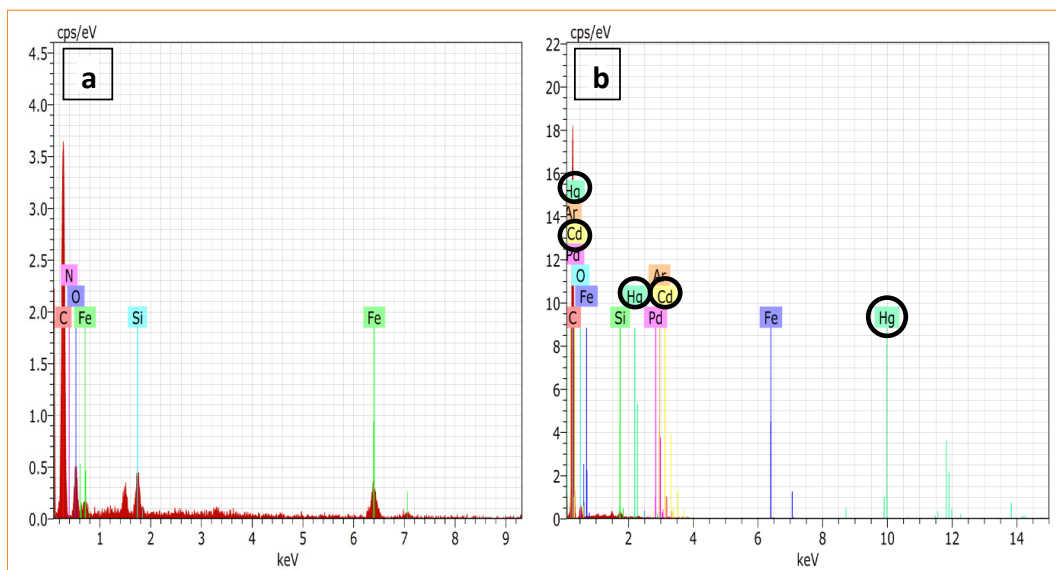 cps/eV
a
4.5
4.0
3.5
3.0
2.5
2.0
1.5
1.0
0.5
0.0
N
O
C Fe Si Fe
1 2 3 4 5 6 7 8 9
keV
cps/eV
b
22
20
18
16
14
12
10
8
6
4
2
0
Hg
Ar
Cd
Pd
O Ar
Fe Hg Cd
C Si Pd Fe Hg
2 4 6 8 10 12 14
keV